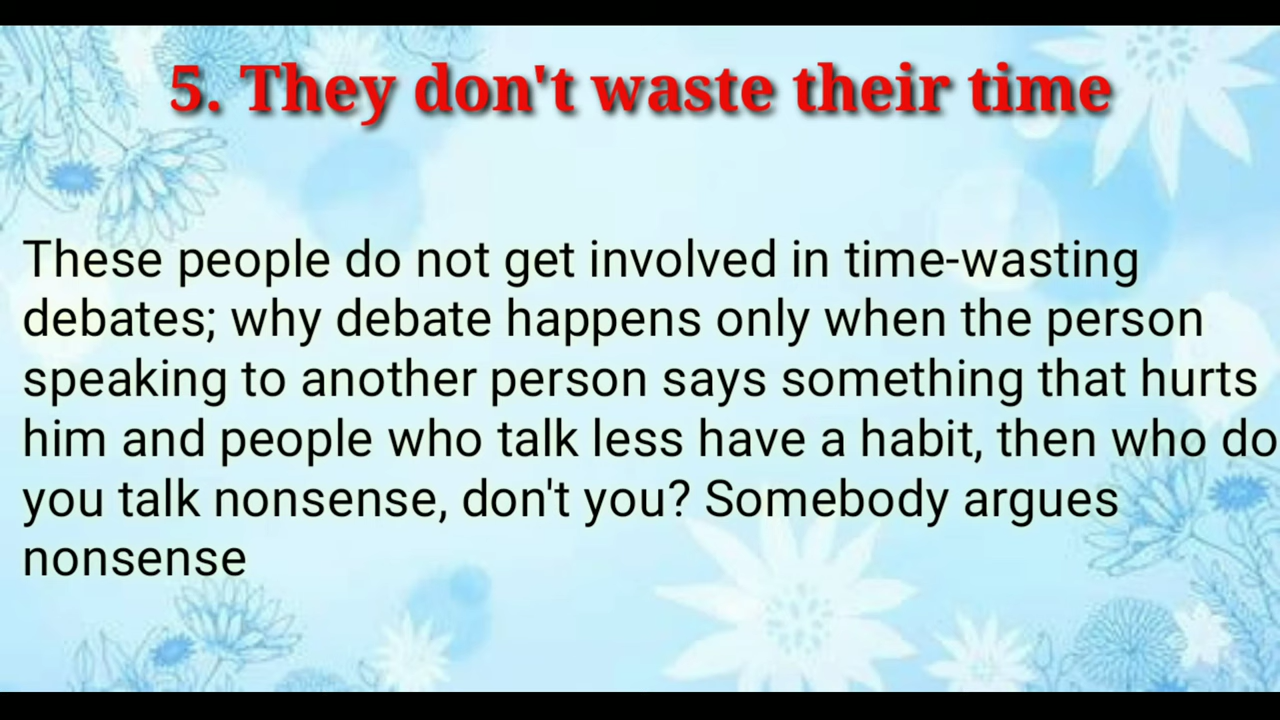 5. They don't waste their time
These people do not get involved in time-wasting
debates; why debate happens only when the person
speaking to another person says something that hurts
him and people who talk less have a habit, then who do
you talk nonsense, don't you? Somebody argues
nonsense